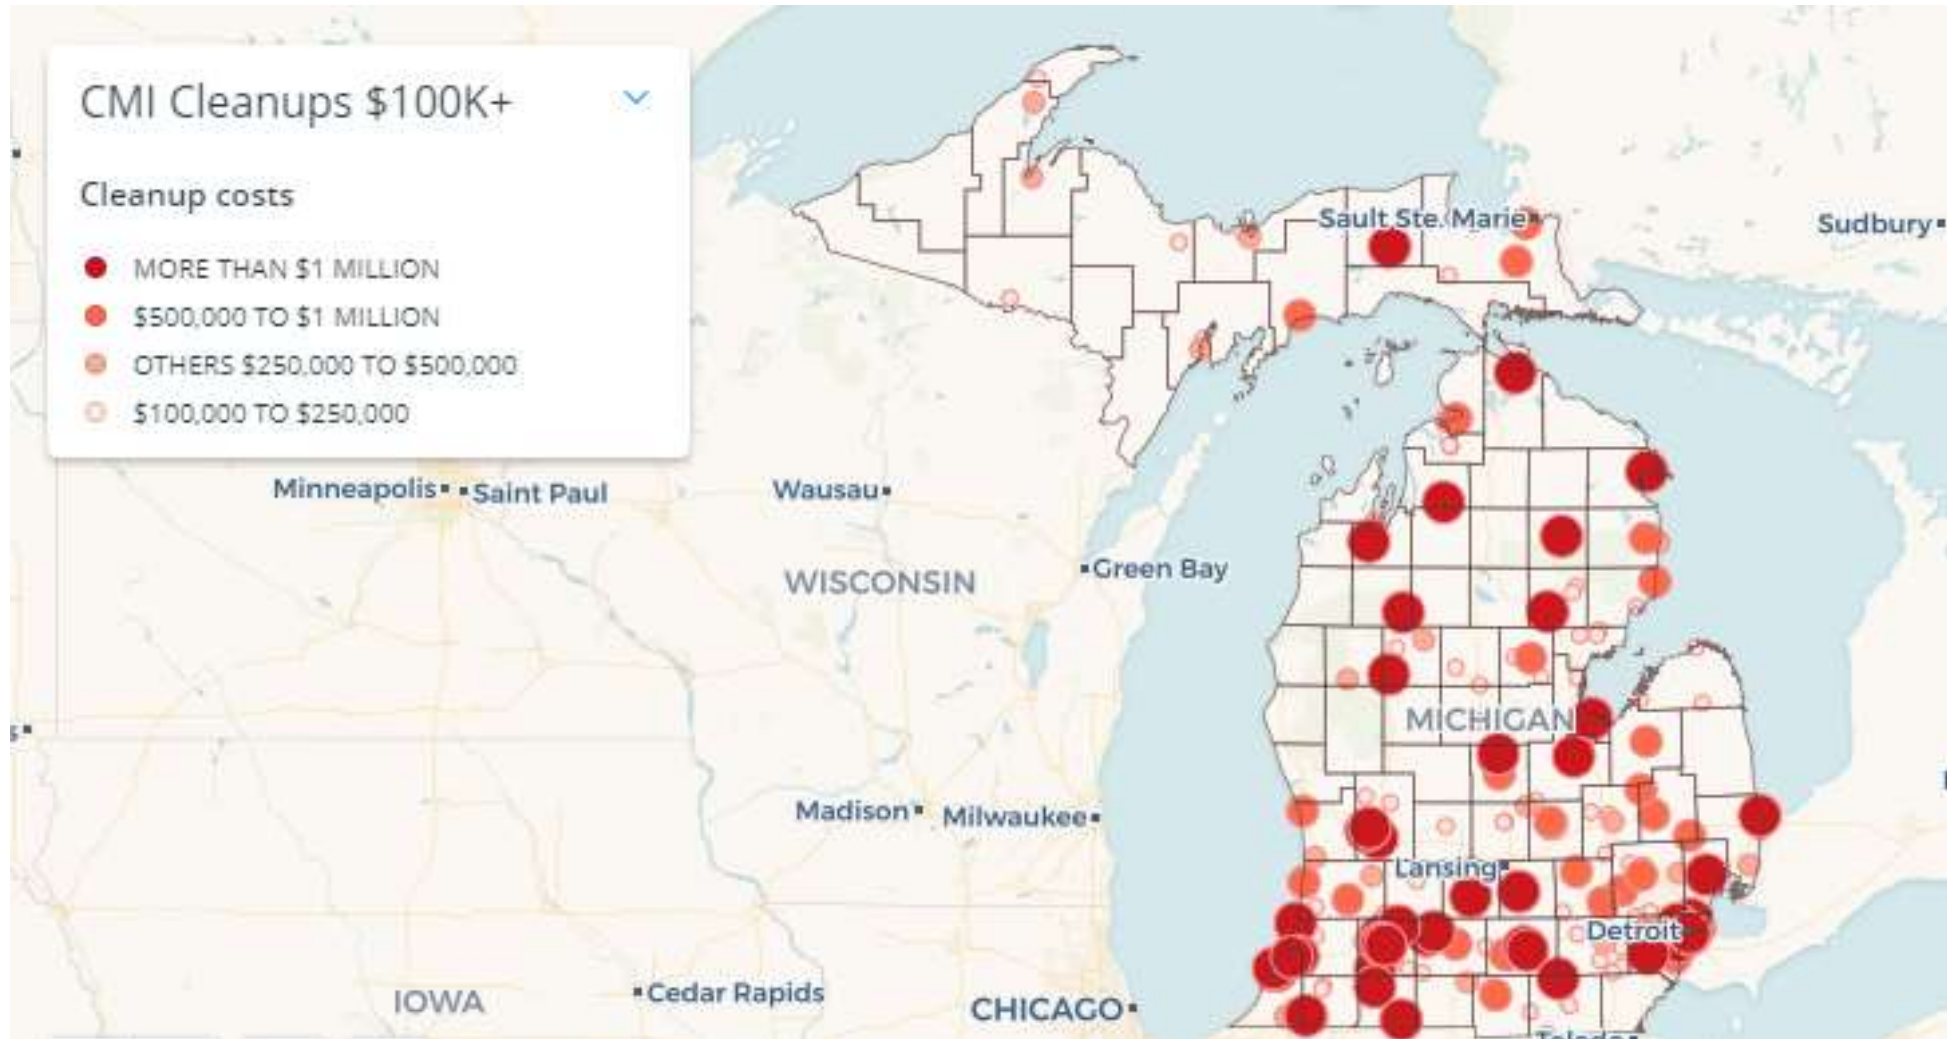 CMI Cleanups $100K+
Cleanup costs
MORE THAN $1 MILLION
$500,000 TO $1 MILLION
OTHERS $250,000 TO $500,000
$100,000 TO $250,000
Sault Ste. Marie
Sudbury
Minneapolis
Saint Paul
Wausau
WISCONSIN
Green Bay
MICHIGAN
Madison
Milwaukee
Lansing
Detroit
IOWA
Cedar Rapids
CHICAGO
Toledo